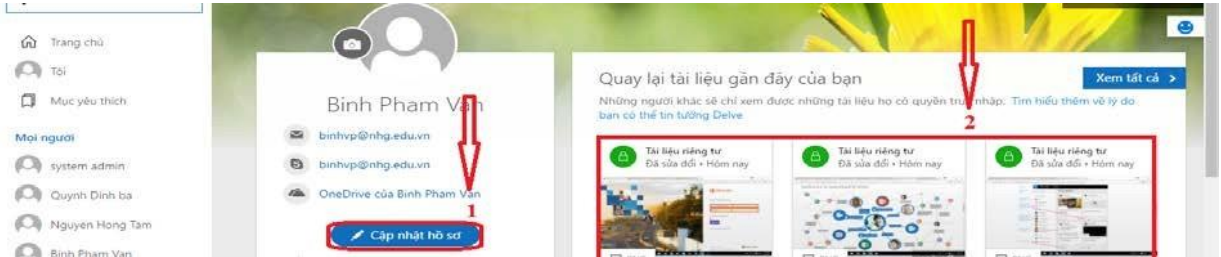 Trang chủ
Tôi
Mục yêu thích
Mọi người
system admin
Quynh Dinh ba
Nguyen Hong Tam
Binh Pham Van
Binh Pham Van
binhvp@nhg.edu.vn
binhvp@nhg.edu.vn
OneDrive của Binh Pham Van
1
Cập nhật hồ sơ
Quay lại tài liệu gần đây của bạn
Xem tất cả >
Những người khác sẽ chỉ xem được những tài liệu họ có quyền truy nhập. Tìm hiểu thêm về lý do
bạn có thể tin tưởng Delve
2
Tài liệu riêng tư
Đã sửa đổi • Hôm nay
Tài liệu riêng tư
Đã sửa đổi • Hôm nay
Tài liệu riêng tư
Đã sửa đổi • Hôm nay